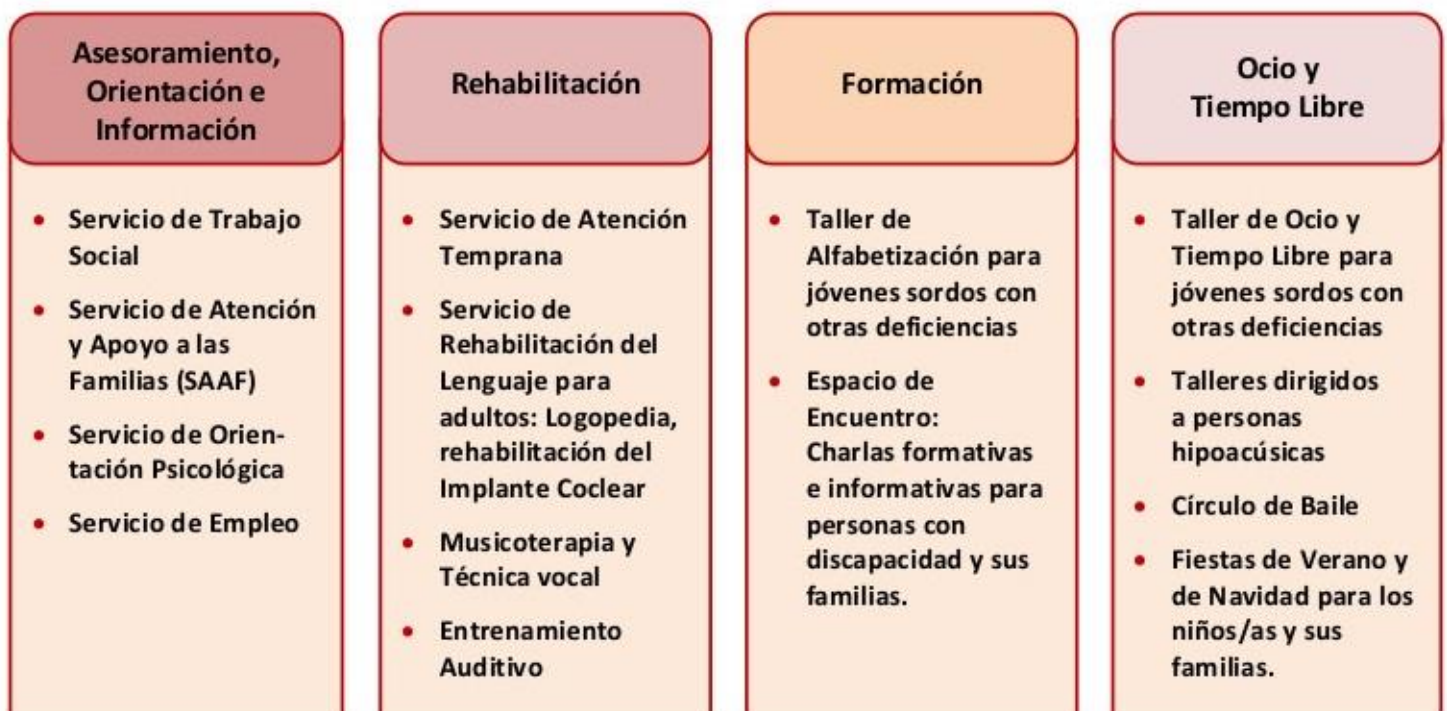 Asesoramiento,
Orientación e
Información
• Servicio de Trabajo
Social
• Servicio de Atención
y Apoyo a las
Familias (SAAF)
• Servicio de Orien-
tación Psicológica
• Servicio de Empleo
Rehabilitación
• Servicio de Atención
Temprana
• Servicio de
Rehabilitación del
Lenguaje para
adultos: Logopedia,
rehabilitación del
Implante Coclear
• Musicoterapia y
Técnica vocal
• Entrenamiento
Auditivo
Formación
• Taller de
Alfabetización para
jóvenes sordos con
otras deficiencias
• Espacio de
Encuentro:
Charlas formativas
e informativas para
personas con
discapacidad y sus
familias.
Ocio y
Tiempo Libre
• Taller de Ocio y
Tiempo Libre para
jóvenes sordos con
otras deficiencias
• Talleres dirigidos
a personas
hipoacúsicas
• Círculo de Baile
• Fiestas de Verano y
de Navidad para los
niños/as y sus
familias.